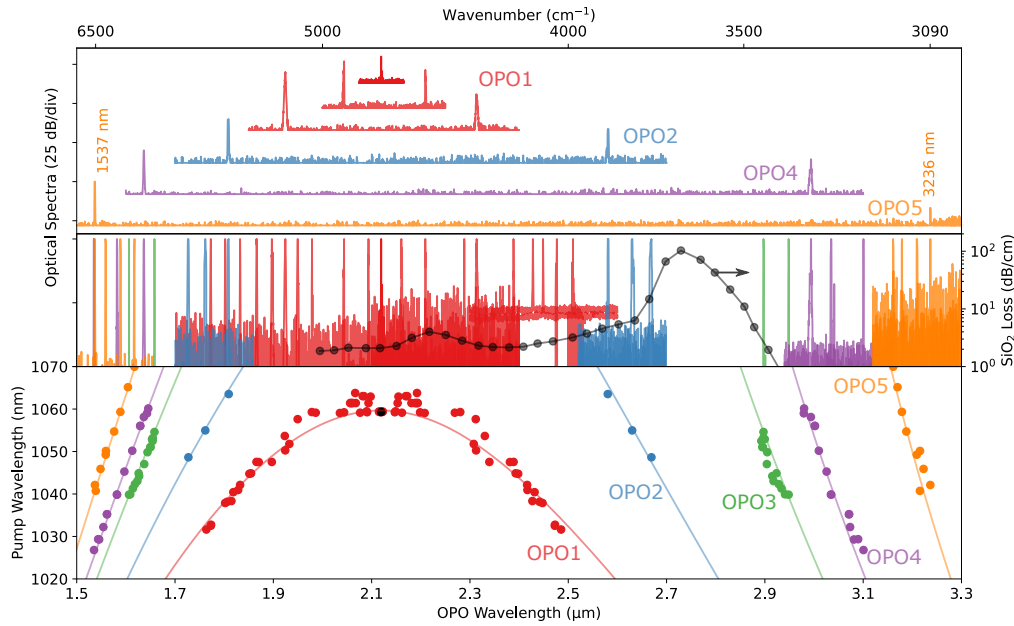 Wavenumber (cm⁻¹)
6500 5000 4000 3500 3090
Optical Spectra (25 dB/div)
OPO1
1537 nm
OPO2
OPO4
3236 nm
OPO5
10²
10¹
10⁰
SiO₂ Loss (dB/cm)
Pump Wavelength (nm)
1070
1060
1050
1040
1030
1020
OPO5
OPO2
OPO3
OPO1
OPO4
1.5 1.7 1.9 2.1 2.3 2.5 2.7 2.9 3.1 3.3
OPO Wavelength (μm)